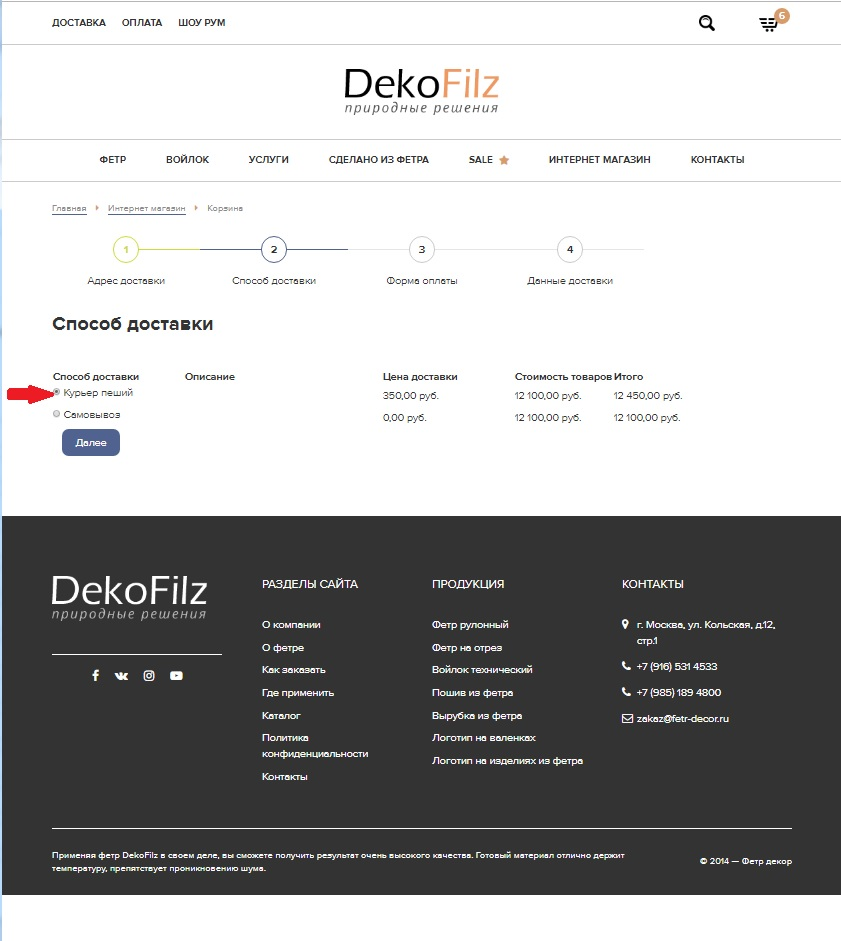 ДОСТАВКА ОПЛАТА ШОУ РУМ 6
DekoFilz
природные решения
ФЕТР ВОЙЛОК УСЛУГИ СДЕЛАНО ИЗ ФЕТРА SALE ИНТЕРНЕТ МАГАЗИН КОНТАКТЫ
Главная Интернет магазин Корзина
1 2 3 4
Адрес доставки Способ доставки Форма оплаты Данные доставки
Способ доставки
Способ доставки Описание Цена доставки Стоимость товаров Итого
Курьер пеший 350,00 руб. 12 100,00 руб. 12 450,00 руб.
Самовывоз 0,00 руб. 12 100,00 руб. 12 100,00 руб.
Далее
DekoFilz
природные решения
РАЗДЕЛЫ САЙТА
О компании
О фетре
Как заказать
Где применить
Каталог
Политика
конфиденциальности
Контакты
ПРОДУКЦИЯ
Фетр рулонный
Фетр на отрез
Войлок технический
Пошив из фетра
Вырубка из фетра
Логотип на валенках
Логотип на изделиях из фетра
КОНТАКТЫ
г. Москва, ул. Кольская, д.12,
стр.1
+7 (916) 531 4533
+7 (985) 189 4800
zakaz@fetr-decor.ru
Применяя фетр DekoFilz в своем деле, вы сможете получить результат очень высокого качества. Готовый материал отлично держит
температуру, препятствует проникновению шума.
© 2014 — Фетр декор